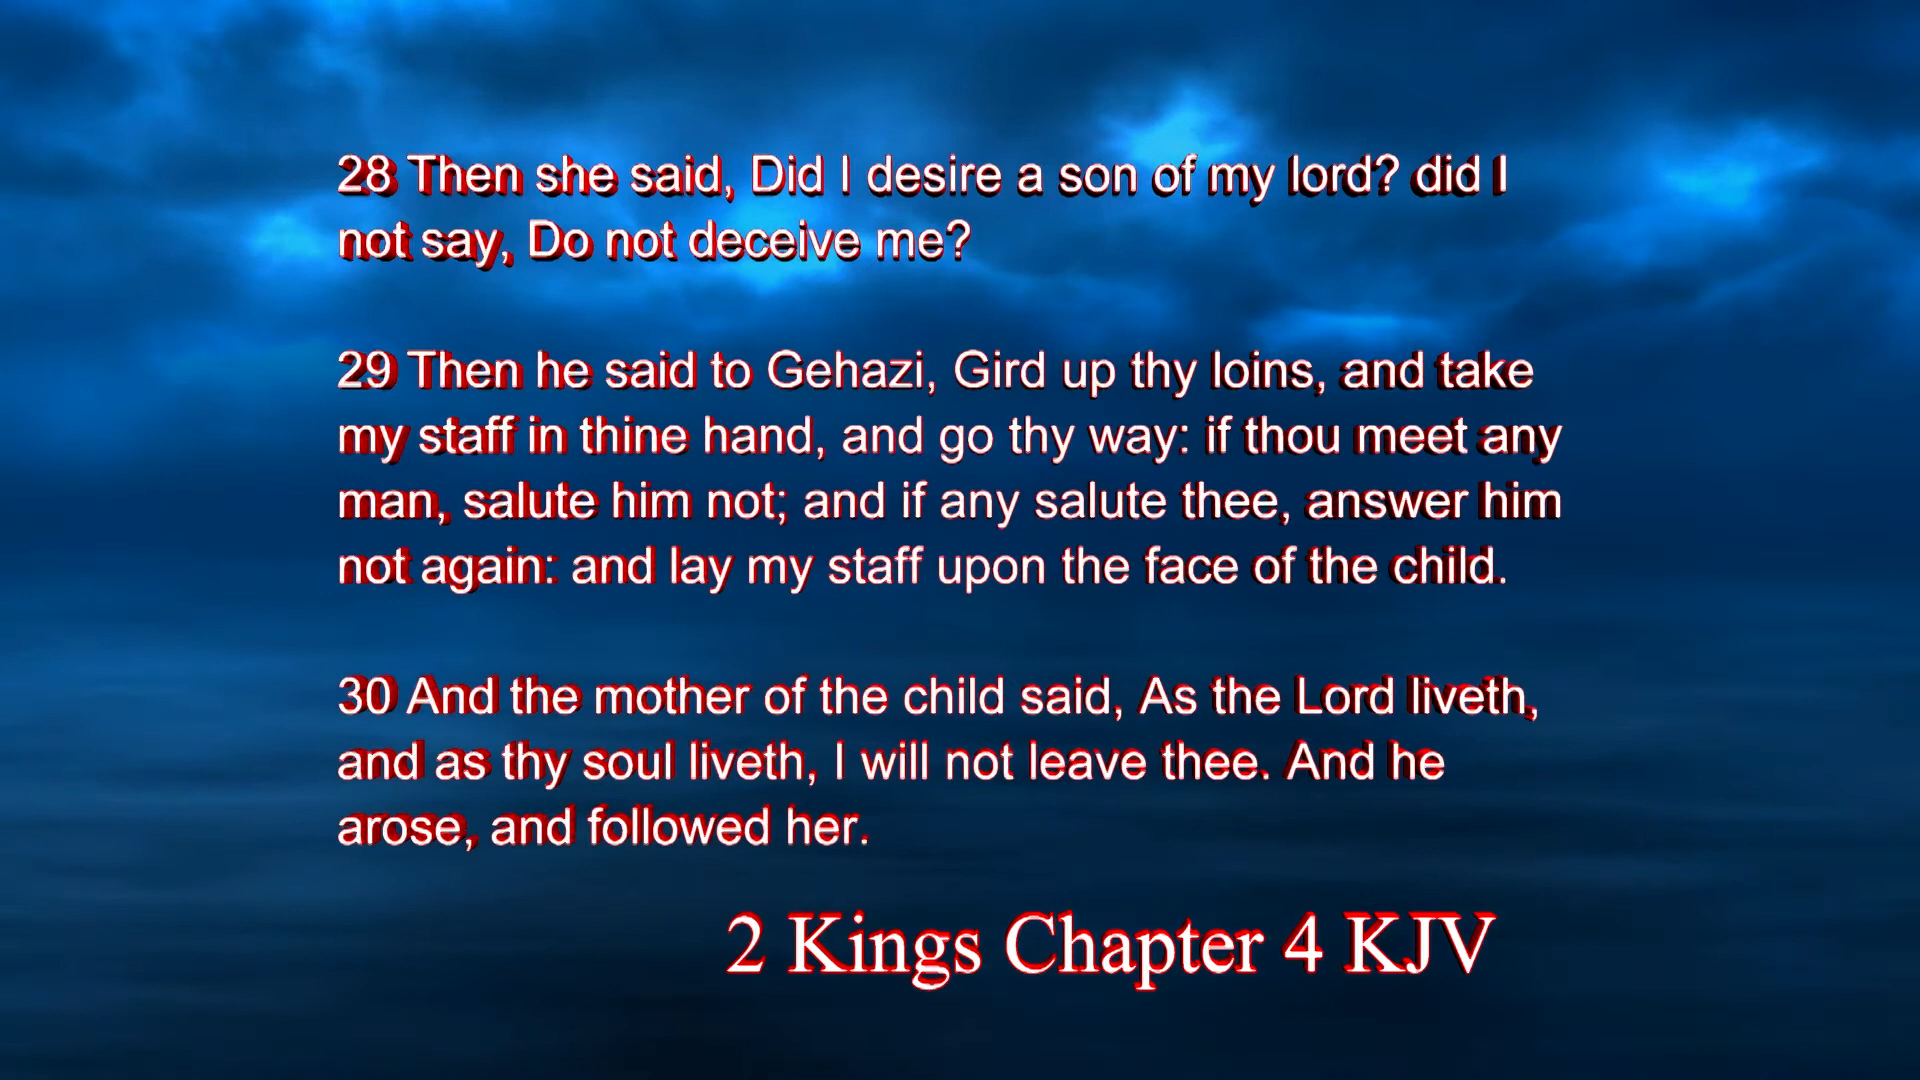 28 Then she said, Did I desire a son of my lord? did I
not say, Do not deceive me?
29 Then he said to Gehazi, Gird up thy loins, and take
my staff in thine hand, and go thy way: if thou meet any
man, salute him not; and if any salute thee, answer him
not again: and lay my staff upon the face of the child.
30 And the mother of the child said, As the Lord liveth,
and as thy soul liveth, I will not leave thee. And he
arose, and followed her.
2 Kings Chapter 4 KJV